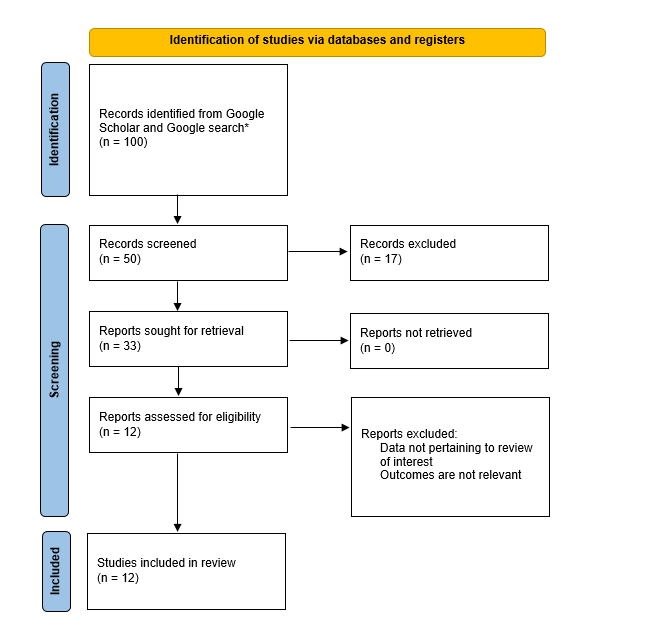 Identification of studies via databases and registers
Identification
Records identified from Google
Scholar and Google search*
(n = 100)
Screening
Records screened
(n = 50)
Records excluded
(n = 17)
Reports sought for retrieval
(n = 33)
Reports not retrieved
(n = 0)
Reports assessed for eligibility
(n = 12)
Reports excluded:
Data not pertaining to review
of interest
Outcomes are not relevant
Included
Studies included in review
(n = 12)